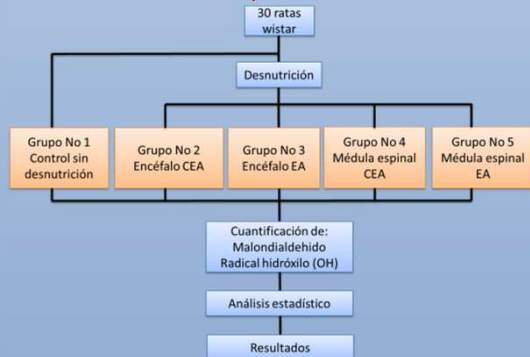 30 ratas
wistar
Desnutrición
Grupo No 1
Control sin
desnutrición
Grupo No 2
Encéfalo CEA
Grupo No 3
Encéfalo EA
Grupo No 4
Médula espinal
CEA
Grupo No 5
Médula espinal
EA
Cuantificación de:
Malondialdehido
Radical hidróxilo (OH)
Análisis estadístico
Resultados